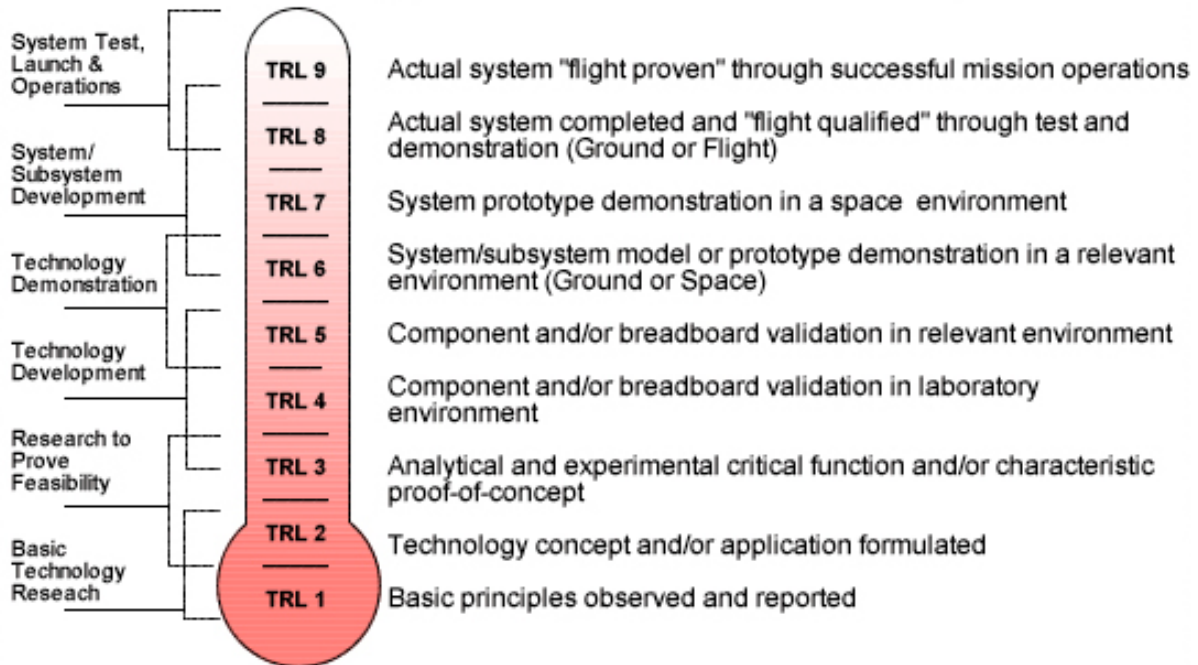 System Test,
Launch &
Operations
System/
Subsystem
Development
Technology
Demonstration
Technology
Development
Research to
Prove
Feasibility
Basic
Technology
Reseach
TRL 9
TRL 8
TRL 7
TRL 6
TRL 5
TRL 4
TRL 3
TRL 2
TRL 1
Actual system "flight proven" through successful mission operations
Actual system completed and "flight qualified" through test and
demonstration (Ground or Flight)
System prototype demonstration in a space environment
System/subsystem model or prototype demonstration in a relevant
environment (Ground or Space)
Component and/or breadboard validation in relevant environment
Component and/or breadboard validation in laboratory
environment
Analytical and experimental critical function and/or characteristic
proof-of-concept
Technology concept and/or application formulated
Basic principles observed and reported